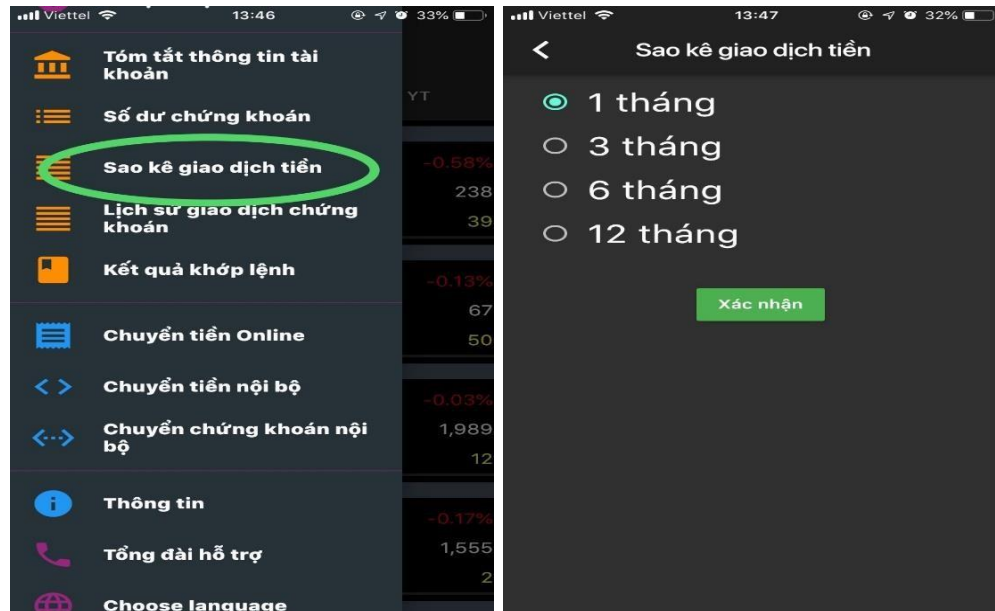 Viettel 13:46 33%
Tóm tắt thông tin tài
khoản
Số dư chứng khoán
Sao kê giao dịch tiền
Lịch sử giao dịch chứng
khoán
Kết quả khớp lệnh
Chuyển tiền Online
Chuyển tiền nội bộ
Chuyển chứng khoán nội
bộ
Thông tin
Tổng đài hỗ trợ
Choose language
YT
-0.58%
238
39
-0.13%
67
50
-0.03%
1,989
12
-0.17%
1,555
2
Viettel 13:47 32%
Sao kê giao dịch tiền
1 tháng
3 tháng
6 tháng
12 tháng
Xác nhận